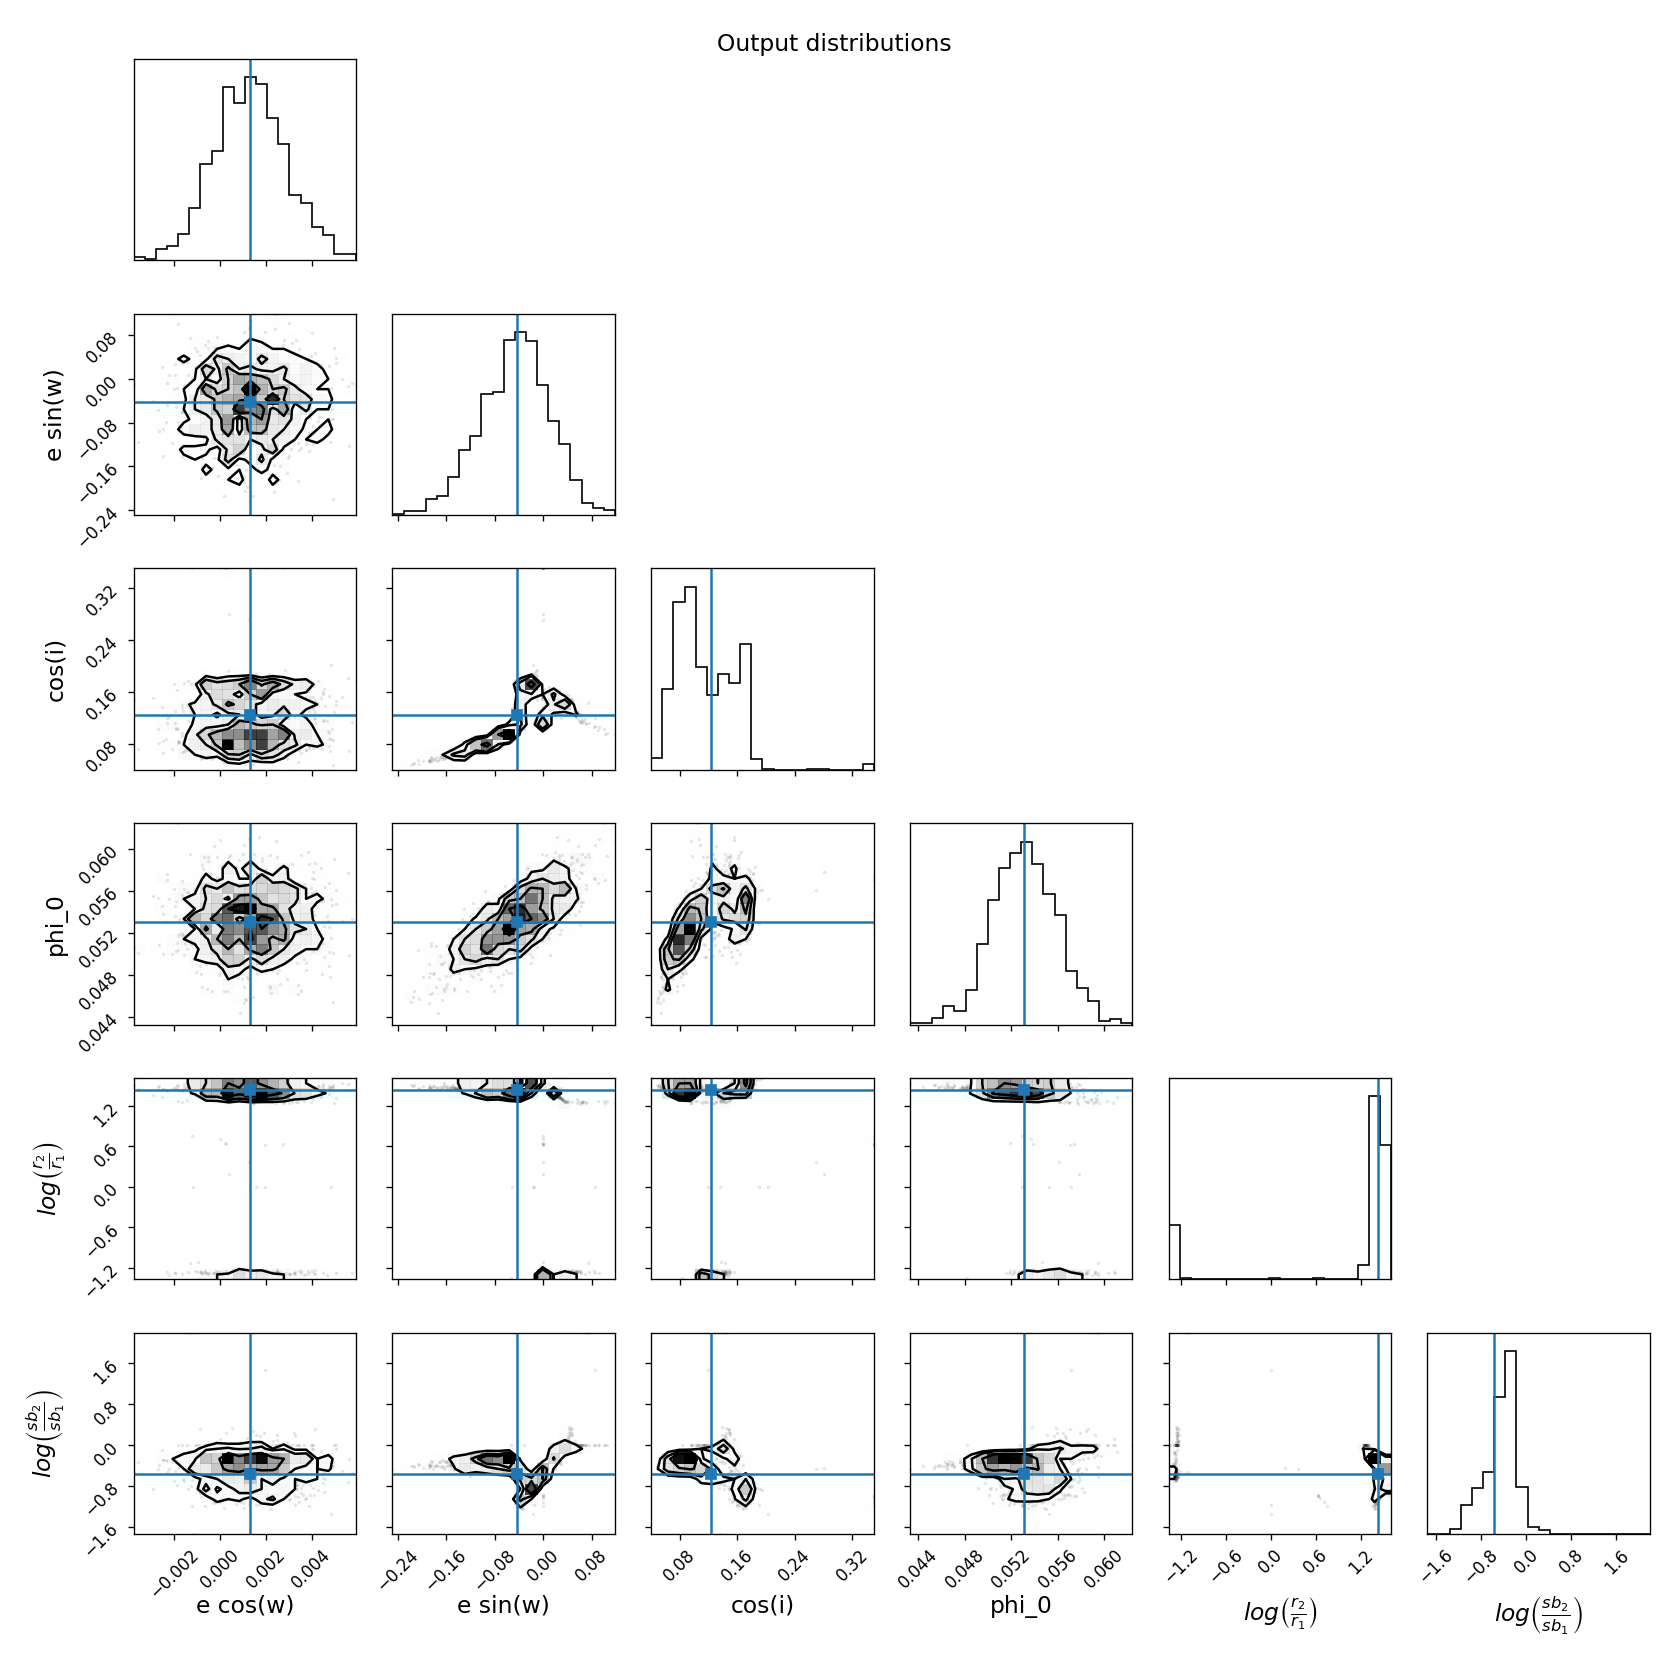 Output distributions
e sin(w)
0.08
0.00
−0.08
−0.16
−0.24
cos(i)
0.32
0.24
0.16
0.08
phi_0
0.060
0.056
0.052
0.048
0.044
log(r₂/r₁)
1.2
0.6
0.0
−0.6
−1.2
log(sb₂/sb₁)
1.6
0.8
0.0
−0.8
−1.6
−0.002 0.000 0.002 0.004
−0.24 −0.16 −0.08 0.00 0.08
0.08 0.16 0.24 0.32
0.044 0.048 0.052 0.056 0.060
−1.2 −0.6 0.0 0.6 1.2
−1.6 −0.8 0.0 0.8 1.6
e cos(w)
e sin(w)
cos(i)
phi_0
log(r₂/r₁)
log(sb₂/sb₁)